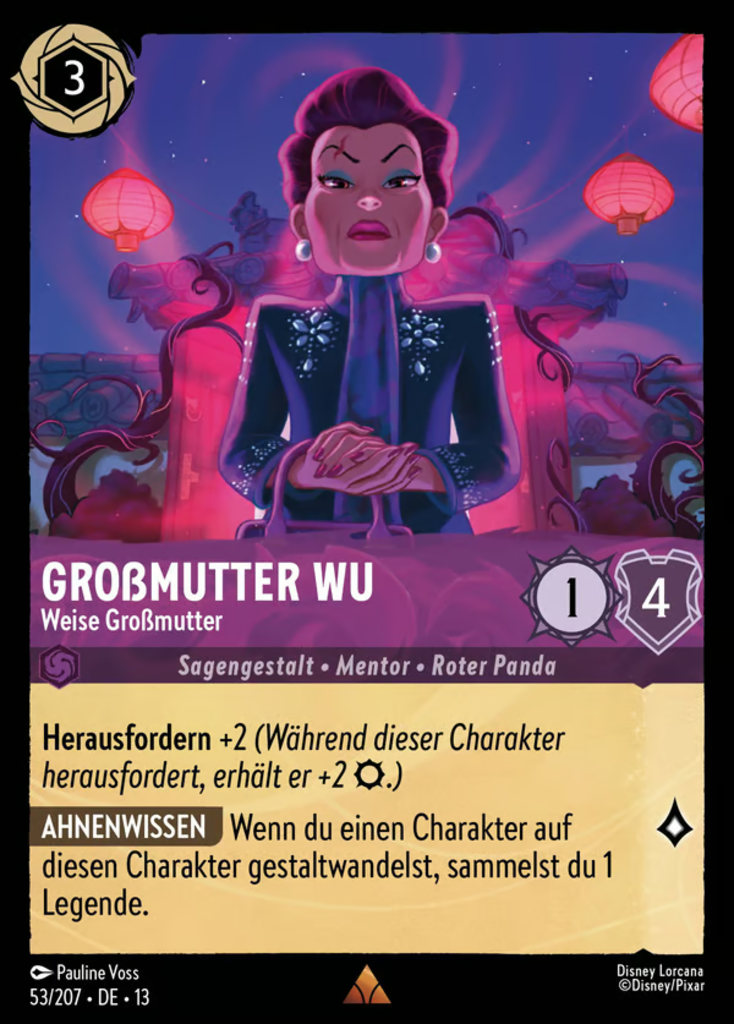 3
GROẞMUTTER WU
Weise Großmutter
1
4
Sagengestalt • Mentor • Roter Panda
Herausfordern +2 (Während dieser Charakter
herausfordert, erhält er +2 .)
AHNENWISSEN Wenn du einen Charakter auf
diesen Charakter gestaltwandelst, sammelst du 1
Legende.
Pauline Voss
53/207 • DE • 13
Disney Lorcana
©Disney/Pixar